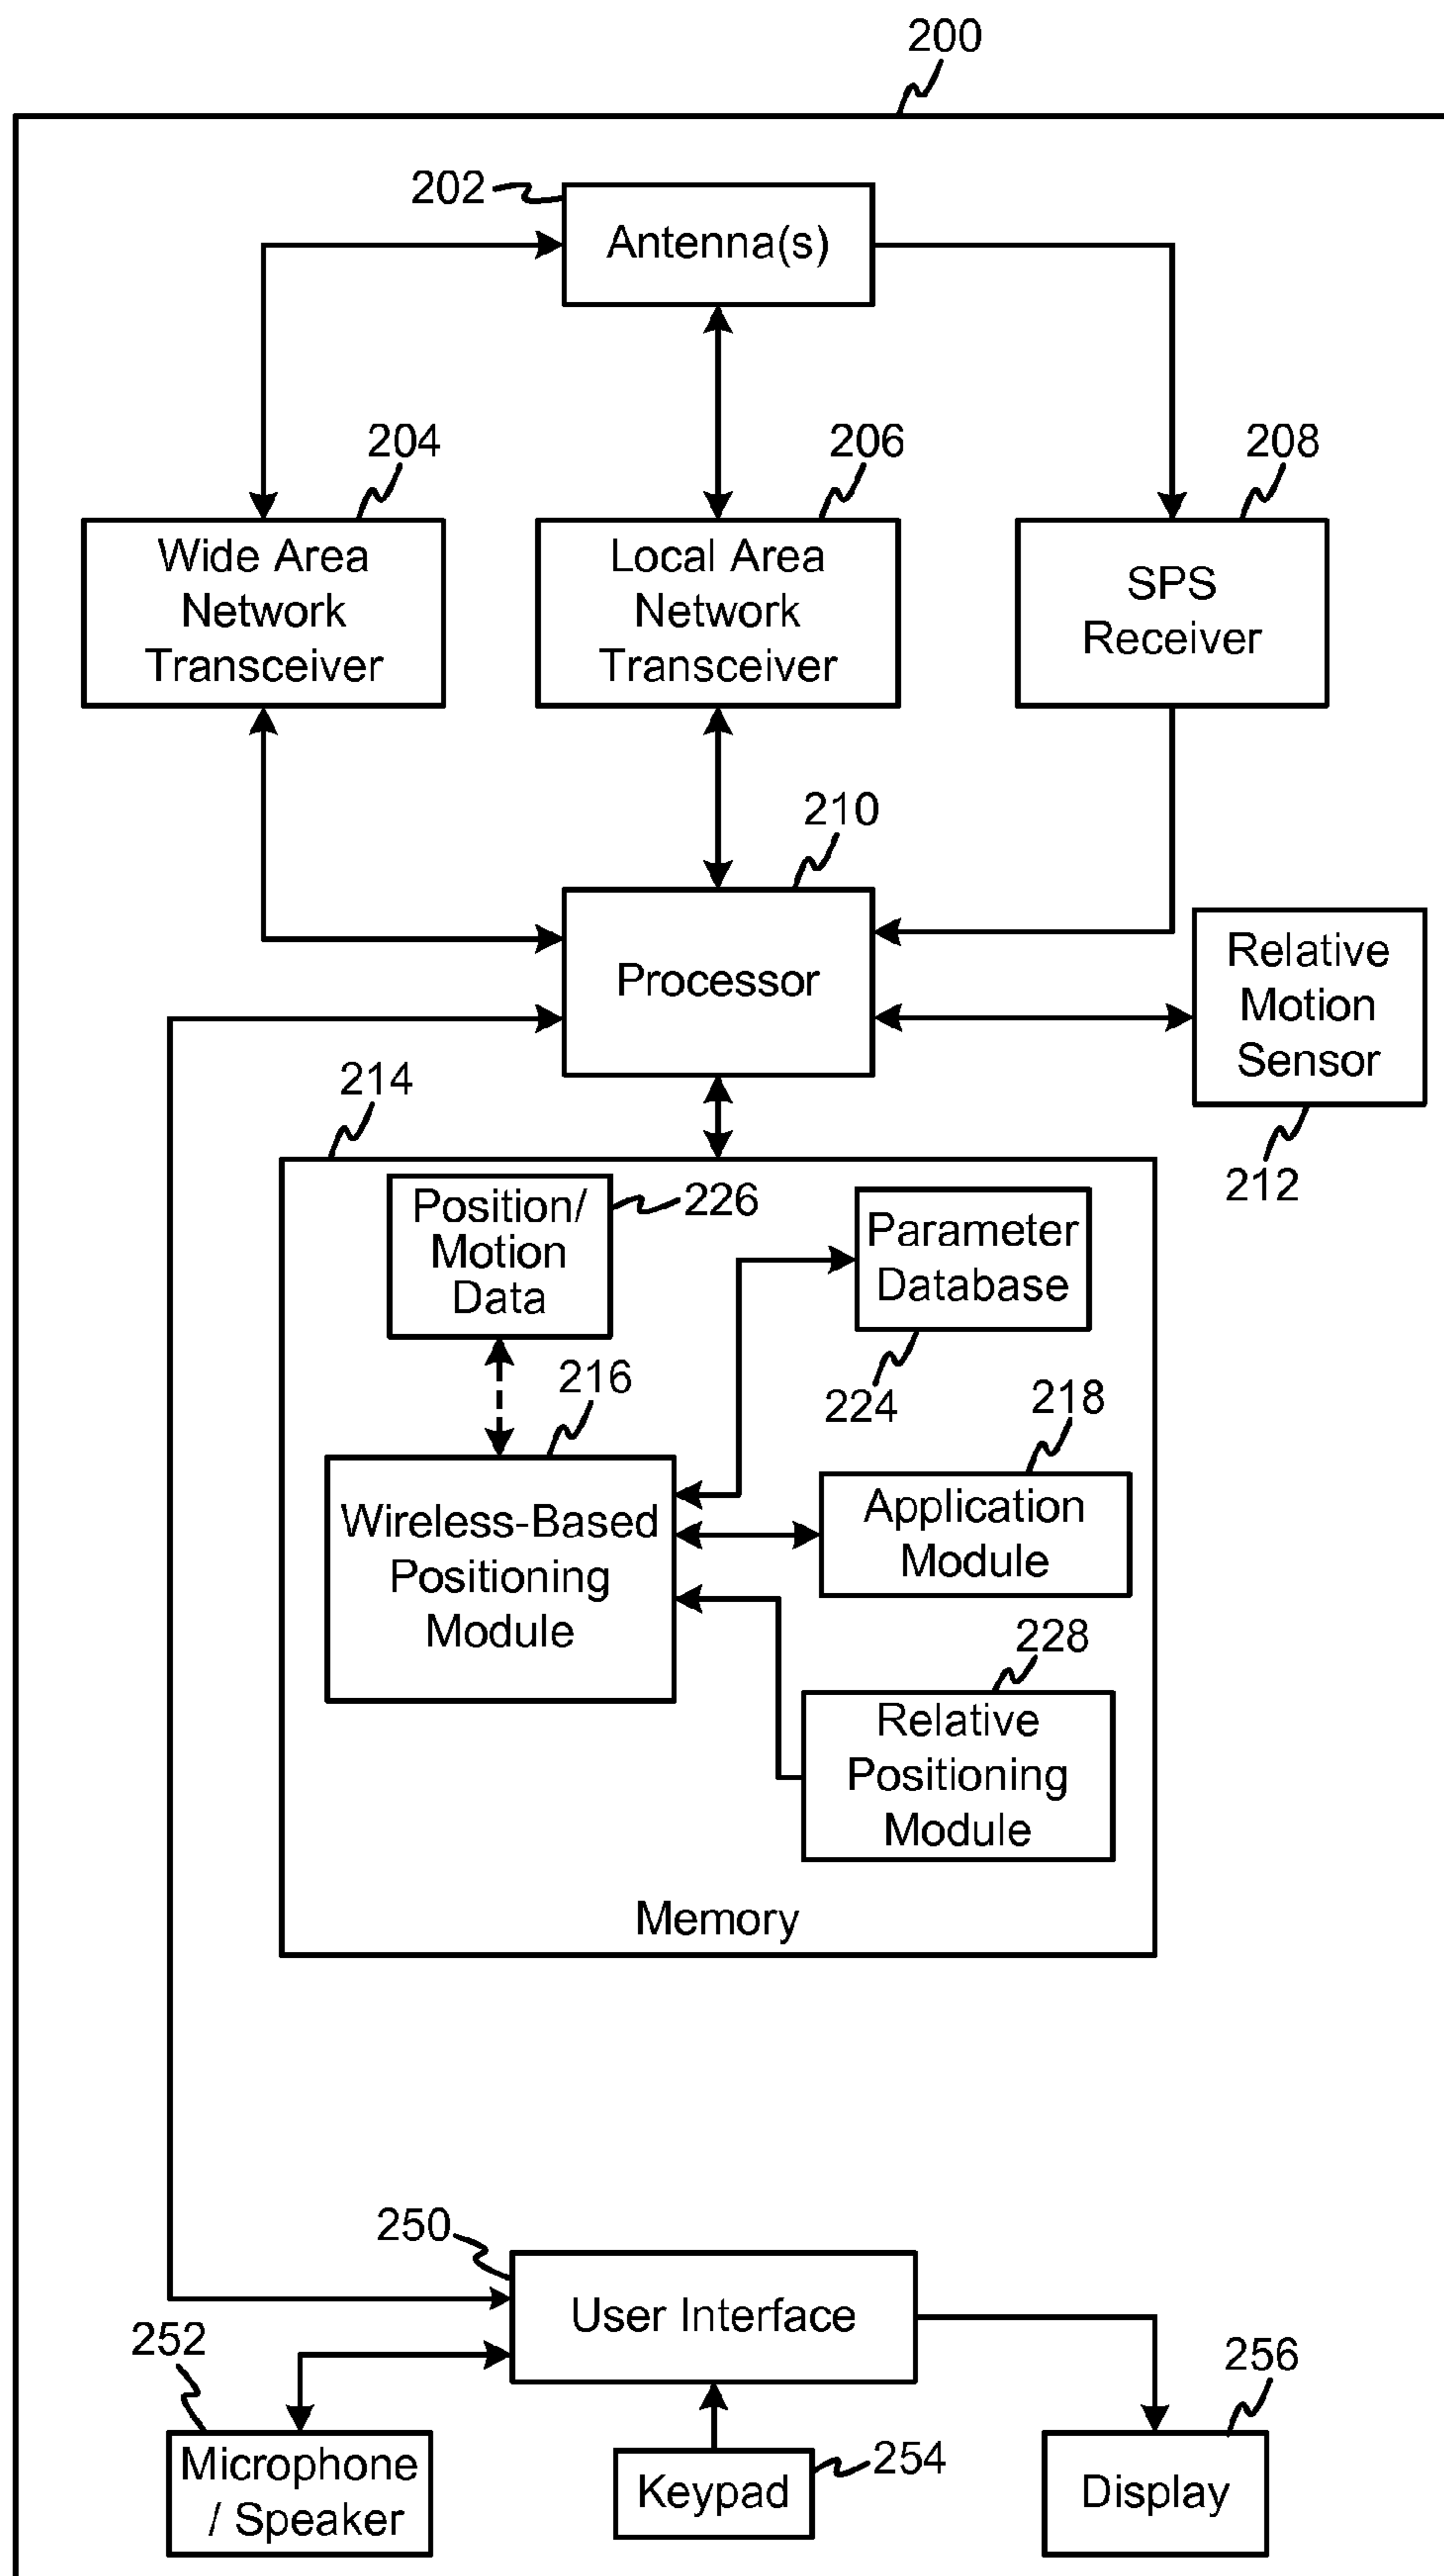 200
202
Antenna(s)
204
206
208
Wide Area
Network
Transceiver
Local Area
Network
Transceiver
SPS
Receiver
210
Processor
Relative
Motion
Sensor
212
214
Position/
Motion
Data
226
Parameter
Database
224
216
218
Wireless-Based
Positioning
Module
Application
Module
228
Relative
Positioning
Module
Memory
250
User Interface
252
256
Microphone
/ Speaker
Keypad
254
Display